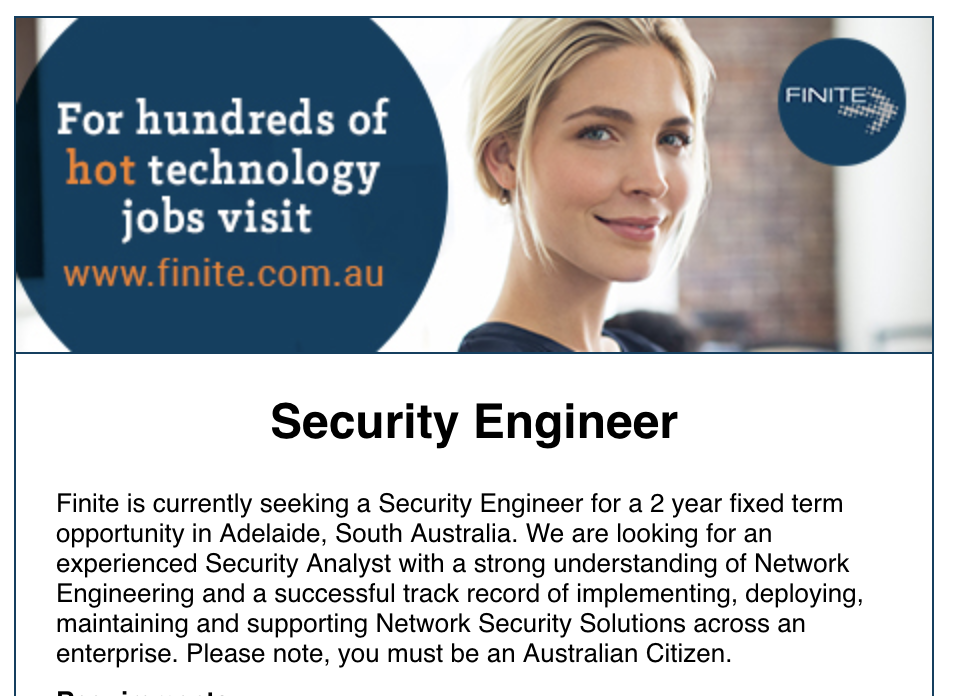 For hundreds of
hot technology
jobs visit
www.finite.com.au
FINITE
Security Engineer
Finite is currently seeking a Security Engineer for a 2 year fixed term
opportunity in Adelaide, South Australia. We are looking for an
experienced Security Analyst with a strong understanding of Network
Engineering and a successful track record of implementing, deploying,
maintaining and supporting Network Security Solutions across an
enterprise. Please note, you must be an Australian Citizen.